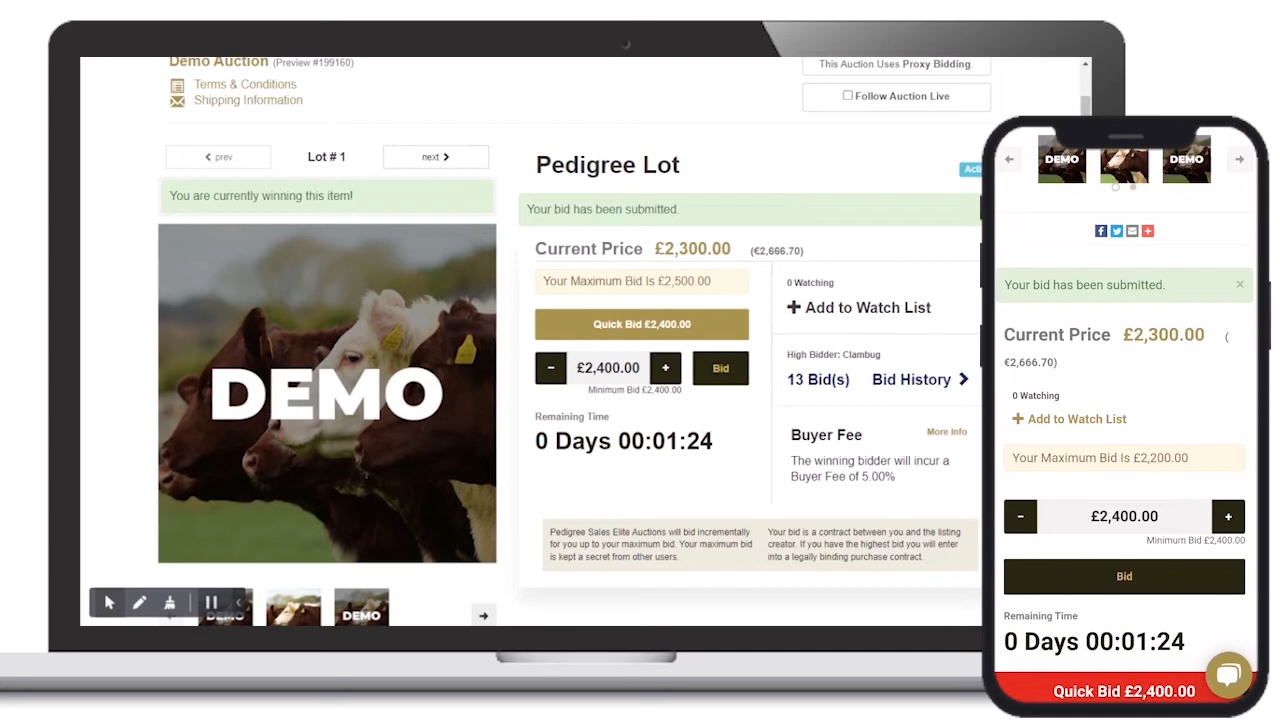 Demo Auction (Preview #199160)
Terms & Conditions
Shipping Information
This Auction Uses Proxy Bidding
Follow Auction Live
prev
Lot # 1
next
You are currently winning this item!
DEMO
DEMO
DEMO
Pedigree Lot
Your bid has been submitted.
Current Price £2,300.00 (€2,666.70)
Your Maximum Bid Is £2,500.00
Quick Bid £2,400.00
- £2,400.00 + Bid
Minimum Bid £2,400.00
Remaining Time
0 Days 00:01:24
0 Watching
+ Add to Watch List
High Bidder: Clambug
13 Bid(s) Bid History
Buyer Fee More Info
The winning bidder will incur a
Buyer Fee of 5.00%
Pedigree Sales Elite Auctions will bid incrementally
for you up to your maximum bid. Your maximum bid
is kept a secret from other users.
Your bid is a contract between you and the listing
creator. If you have the highest bid you will enter
into a legally binding purchase contract.
DEMO DEMO
Your bid has been submitted. ×
Current Price £2,300.00 (
€2,666.70)
0 Watching
+ Add to Watch List
Your Maximum Bid Is £2,200.00
- £2,400.00 +
Minimum Bid £2,400.00
Bid
Remaining Time
0 Days 00:01:24
Quick Bid £2,400.00